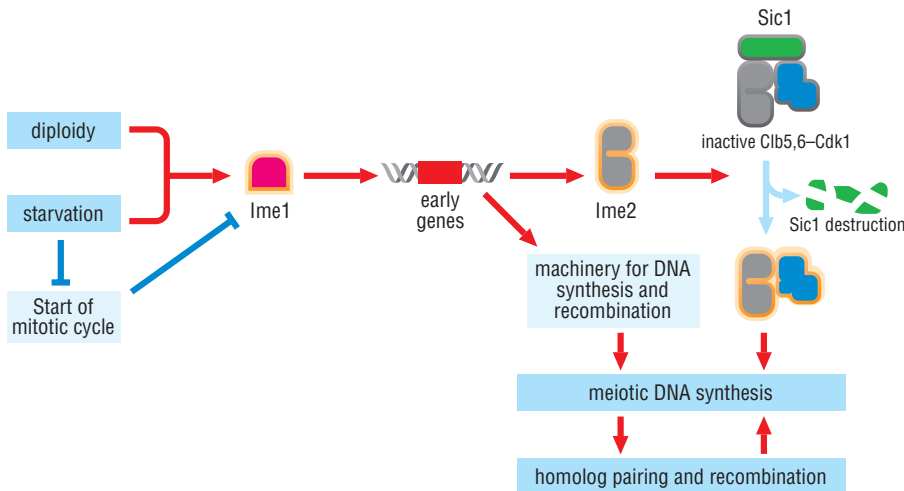 Sic1
inactive Clb5,6–Cdk1
diploidy
starvation
Ime1
early
genes
Ime2
Sic1 destruction
Start of
mitotic cycle
machinery for DNA
synthesis and
recombination
meiotic DNA synthesis
homolog pairing and recombination